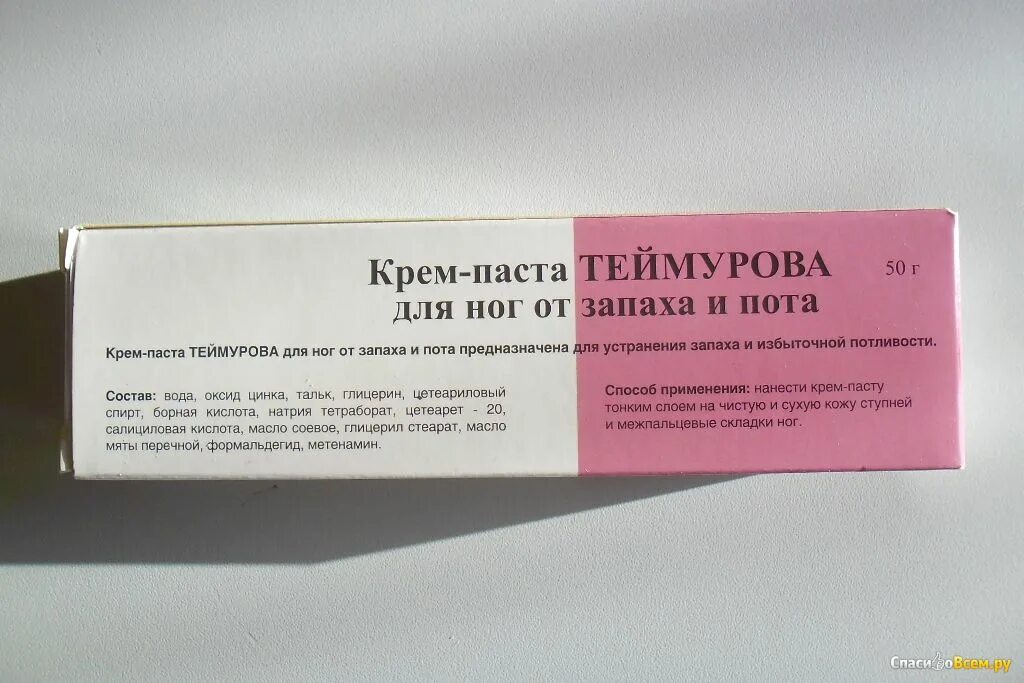 Крем-паста ТЕЙМУРОВА 50 г
для ног от запаха и пота
Крем-паста ТЕЙМУРОВА для ног от запаха и пота предназначена для устранения запаха и избыточной потливости.
Состав: вода, оксид цинка, тальк, глицерин, цетеариловый
спирт, борная кислота, натрия тетраборат, цетеарет - 20,
салициловая кислота, масло соевое, глицерил стеарат, масло
мяты перечной, формальдегид, метенамин.
Способ применения: нанести крем-пасту
тонким слоем на чистую и сухую кожу ступней
и межпальцевые складки ног.
СпасибоВсем.ру